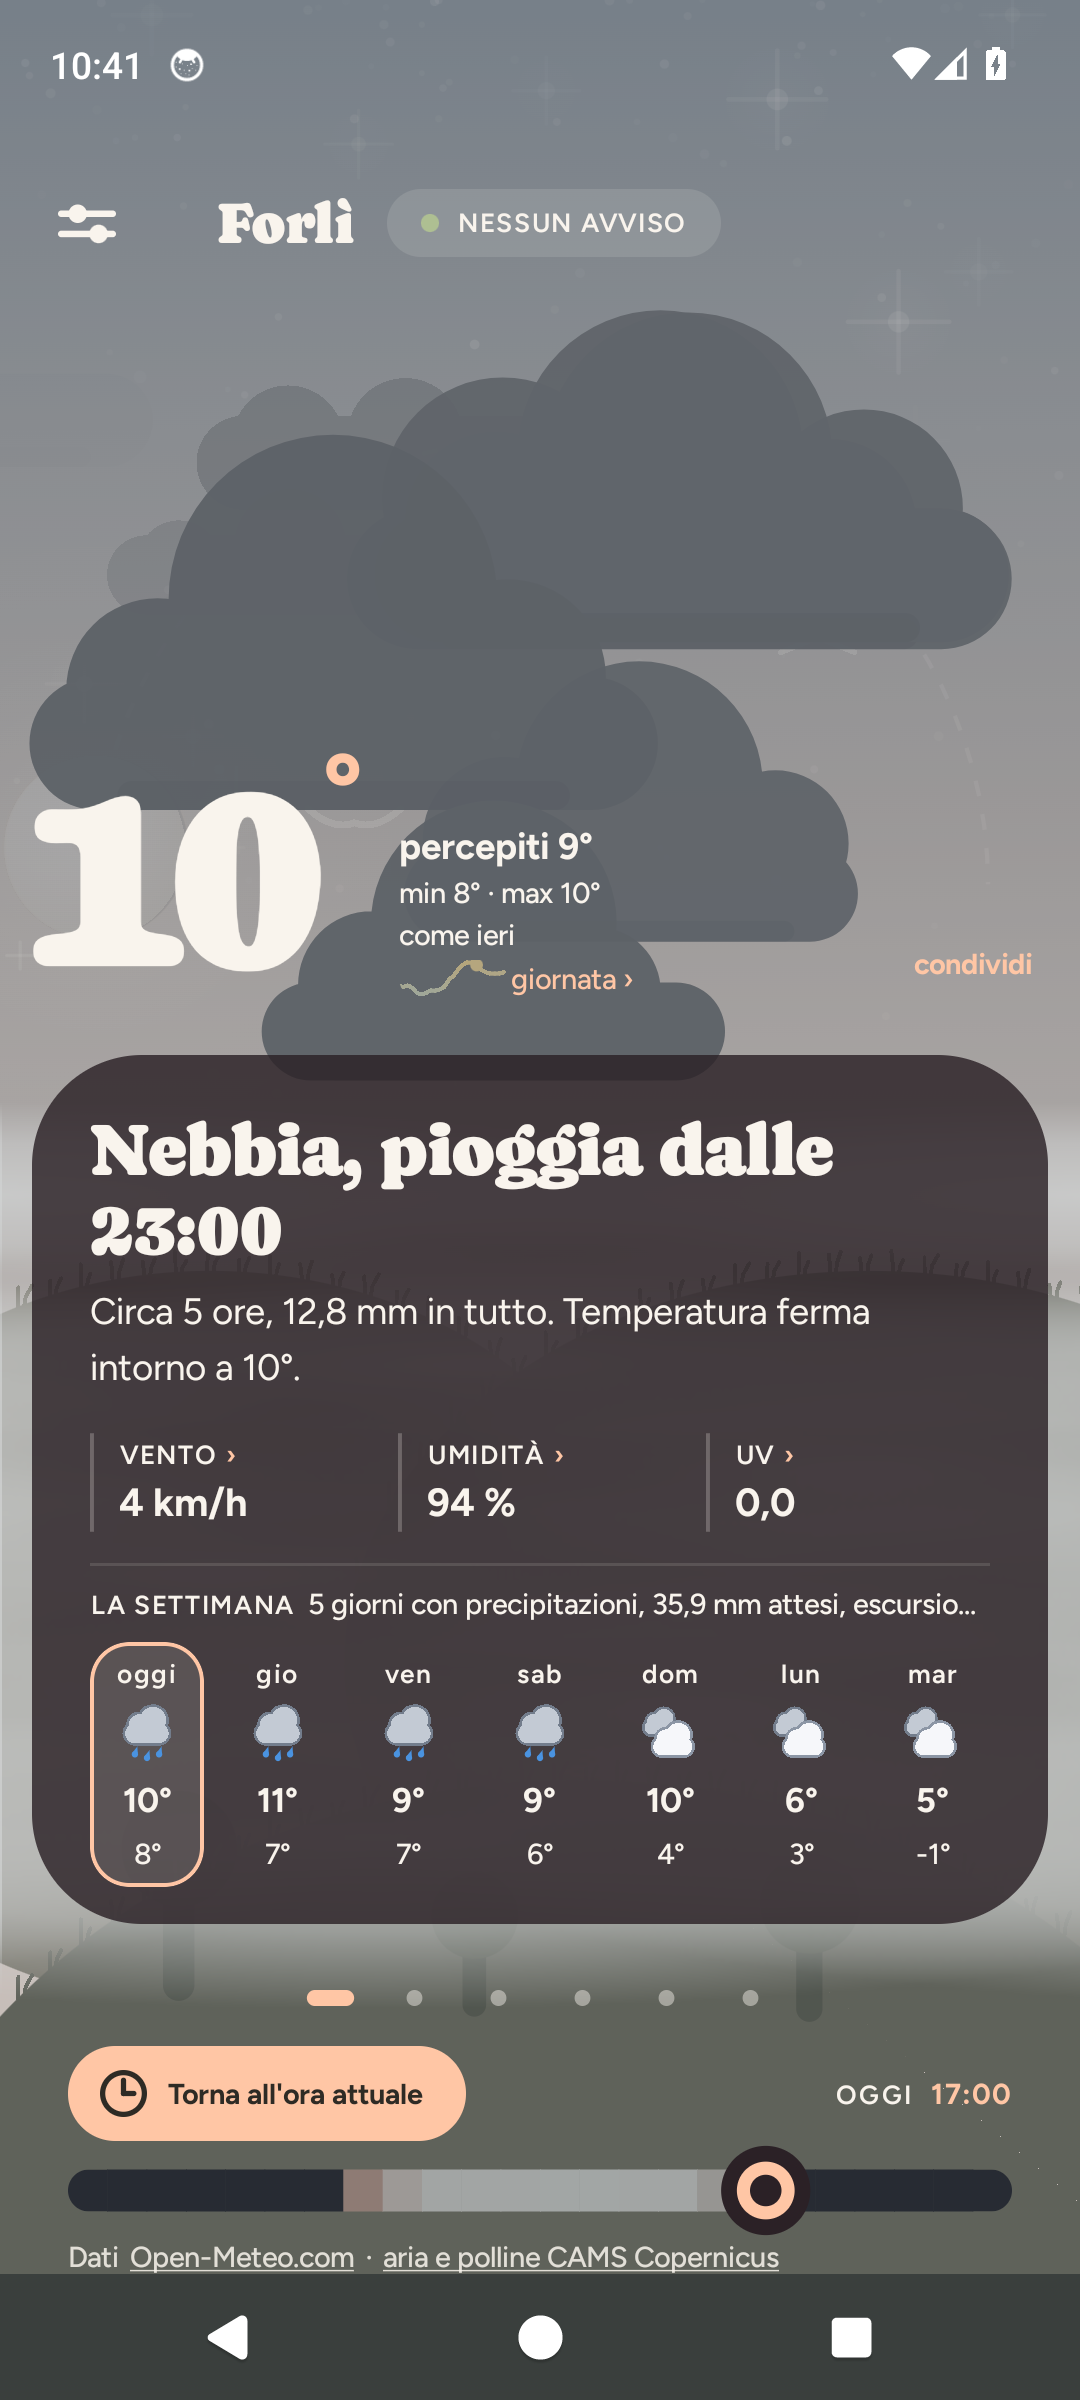 10:41
Forlì
NESSUN AVVISO
10°
percepiti 9°
min 8° · max 10°
come ieri
giornata ›
condividi
Nebbia, pioggia dalle
23:00
Circa 5 ore, 12,8 mm in tutto. Temperatura ferma
intorno a 10°.
VENTO › UMIDITÀ › UV ›
4 km/h 94 % 0,0
LA SETTIMANA 5 giorni con precipitazioni, 35,9 mm attesi, escursio...
oggi gio ven sab dom lun mar
10° 11° 9° 9° 10° 6° 5°
8° 7° 7° 6° 4° 3° -1°
Torna all'ora attuale
OGGI 17:00
Dati Open-Meteo.com · aria e polline CAMS Copernicus